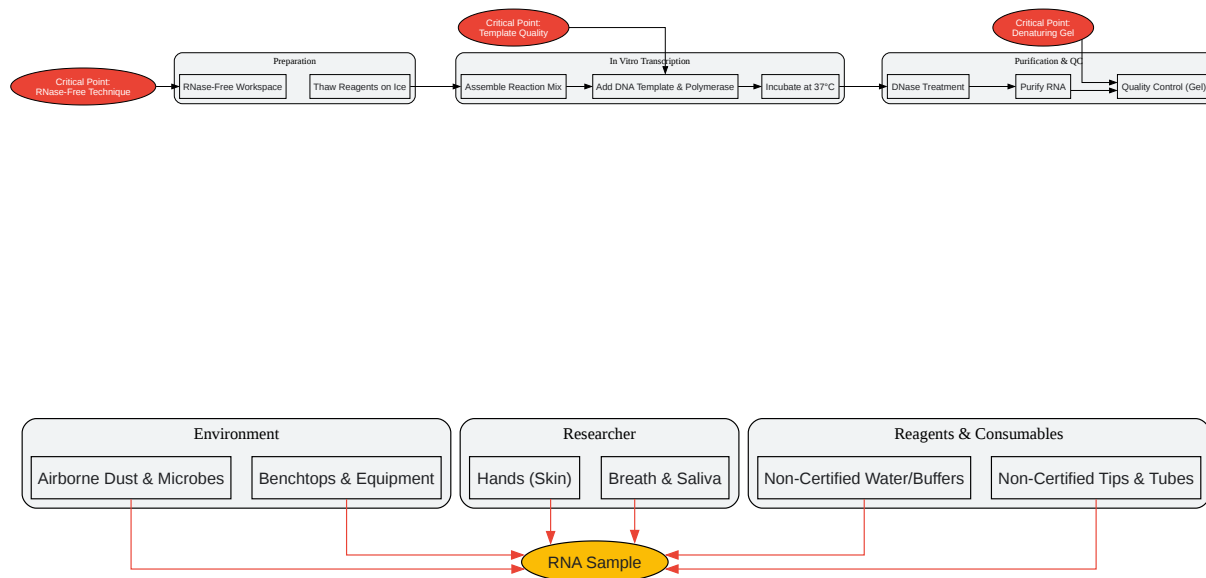 Critical Point:
Template Quality
Critical Point:
Denaturing Gel
Preparation
In Vitro Transcription
Purification & QC
Critical Point:
RNase-Free Technique
RNase-Free Workspace
Thaw Reagents on Ice
Assemble Reaction Mix
Add DNA Template & Polymerase
Incubate at 37°C
DNase Treatment
Purify RNA
Quality Control (Gel)
Environment
Researcher
Reagents & Consumables
Airborne Dust & Microbes
Benchtops & Equipment
Hands (Skin)
Breath & Saliva
Non-Certified Water/Buffers
Non-Certified Tips & Tubes
RNA Sample